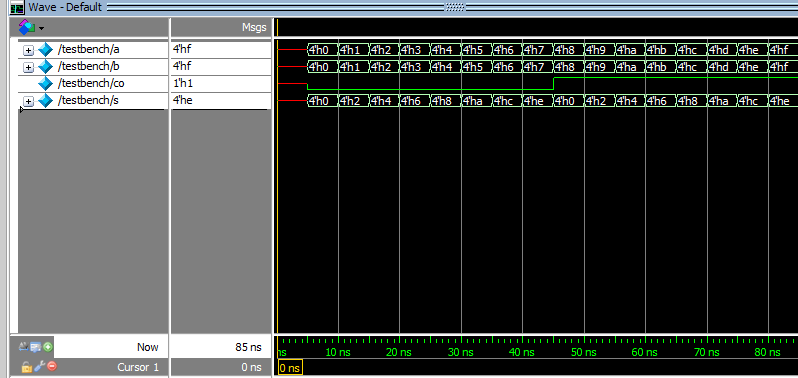 Wave - Default
Msgs
/testbench/a 4'hf 4'h0 4'h1 4'h2 4'h3 4'h4 4'h5 4'h6 4'h7 4'h8 4'h9 4'ha 4'hb 4'hc 4'hd 4'he 4'hf
/testbench/b 4'hf 4'h0 4'h1 4'h2 4'h3 4'h4 4'h5 4'h6 4'h7 4'h8 4'h9 4'ha 4'hb 4'hc 4'hd 4'he 4'hf
/testbench/co 1'h1
/testbench/s 4'he 4'h0 4'h2 4'h4 4'h6 4'h8 4'ha 4'hc 4'he 4'h0 4'h2 4'h4 4'h6 4'h8 4'ha 4'hc 4'he
Now 85 ns ns 10 ns 20 ns 30 ns 40 ns 50 ns 60 ns 70 ns 80 ns
Cursor 1 0 ns 0 ns